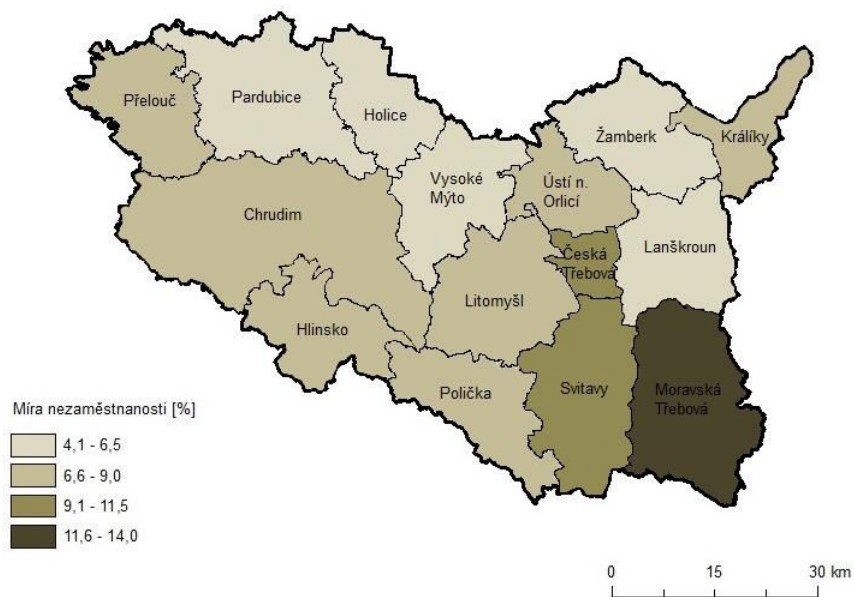 Přelouč
Pardubice
Holice
Žamberk
Králíky
Vysoké
Mýto
Ústí n.
Orlicí
Chrudim
Česká
Třebová
Lanškroun
Litomyšl
Hlinsko
Polička
Svitavy
Moravská
Třebová
Míra nezaměstnanosti [%]
4,1 - 6,5
6,6 - 9,0
9,1 - 11,5
11,6 - 14,0
0 15 30 km